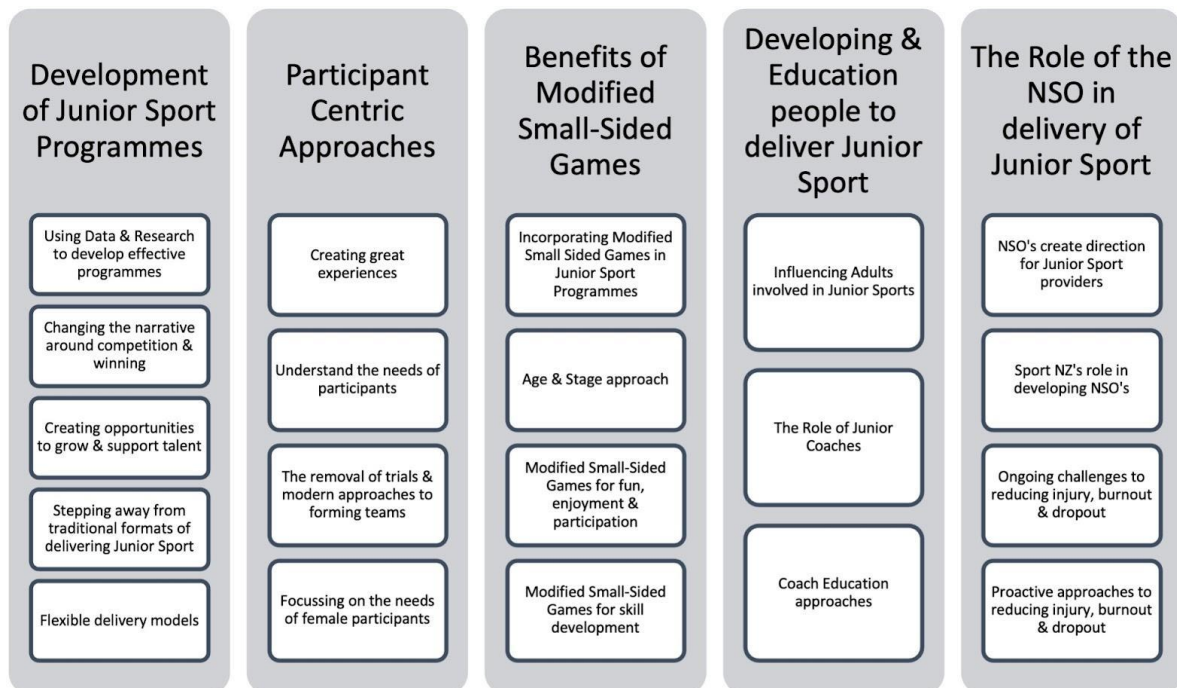 Development
of Junior Sport
Programmes
Using Data & Research
to develop effective
programmes
Changing the narrative
around competition &
winning
Creating opportunities
to grow & support talent
Stepping away from
traditional formats of
delivering Junior Sport
Flexible delivery models
Participant
Centric
Approaches
Creating great
experiences
Understand the needs of
participants
The removal of trials &
modern approaches to
forming teams
Focussing on the needs
of female participants
Benefits of
Modified
Small-Sided
Games
Incorporating Modified
Small Sided Games in
Junior Sport
Programmes
Age & Stage approach
Modified Small-Sided
Games for fun,
enjoyment &
participation
Modified Small-Sided
Games for skill
development
Developing &
Education
people to
deliver Junior
Sport
Influencing Adults
involved in Junior Sports
The Role of Junior
Coaches
Coach Education
approaches
The Role of the
NSO in
delivery of
Junior Sport
NSO's create direction
for Junior Sport
providers
Sport NZ's role in
developing NSO's
Ongoing challenges to
reducing injury, burnout
& dropout
Proactive approaches to
reducing injury, burnout
& dropout